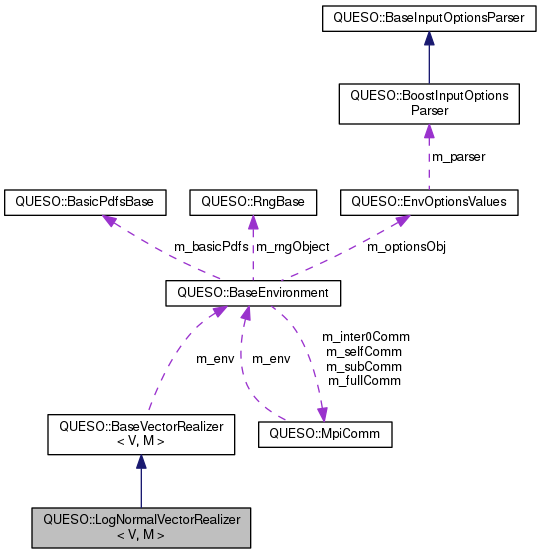 QUESO::BaseInputOptionsParser
QUESO::BoostInputOptions
Parser
m_parser
QUESO::BasicPdfsBase
QUESO::RngBase
QUESO::EnvOptionsValues
m_basicPdfs
m_rngObject
m_optionsObj
QUESO::BaseEnvironment
m_env
m_env
m_inter0Comm
m_selfComm
m_subComm
m_fullComm
QUESO::BaseVectorRealizer
< V, M >
QUESO::MpiComm
QUESO::LogNormalVectorRealizer
< V, M >